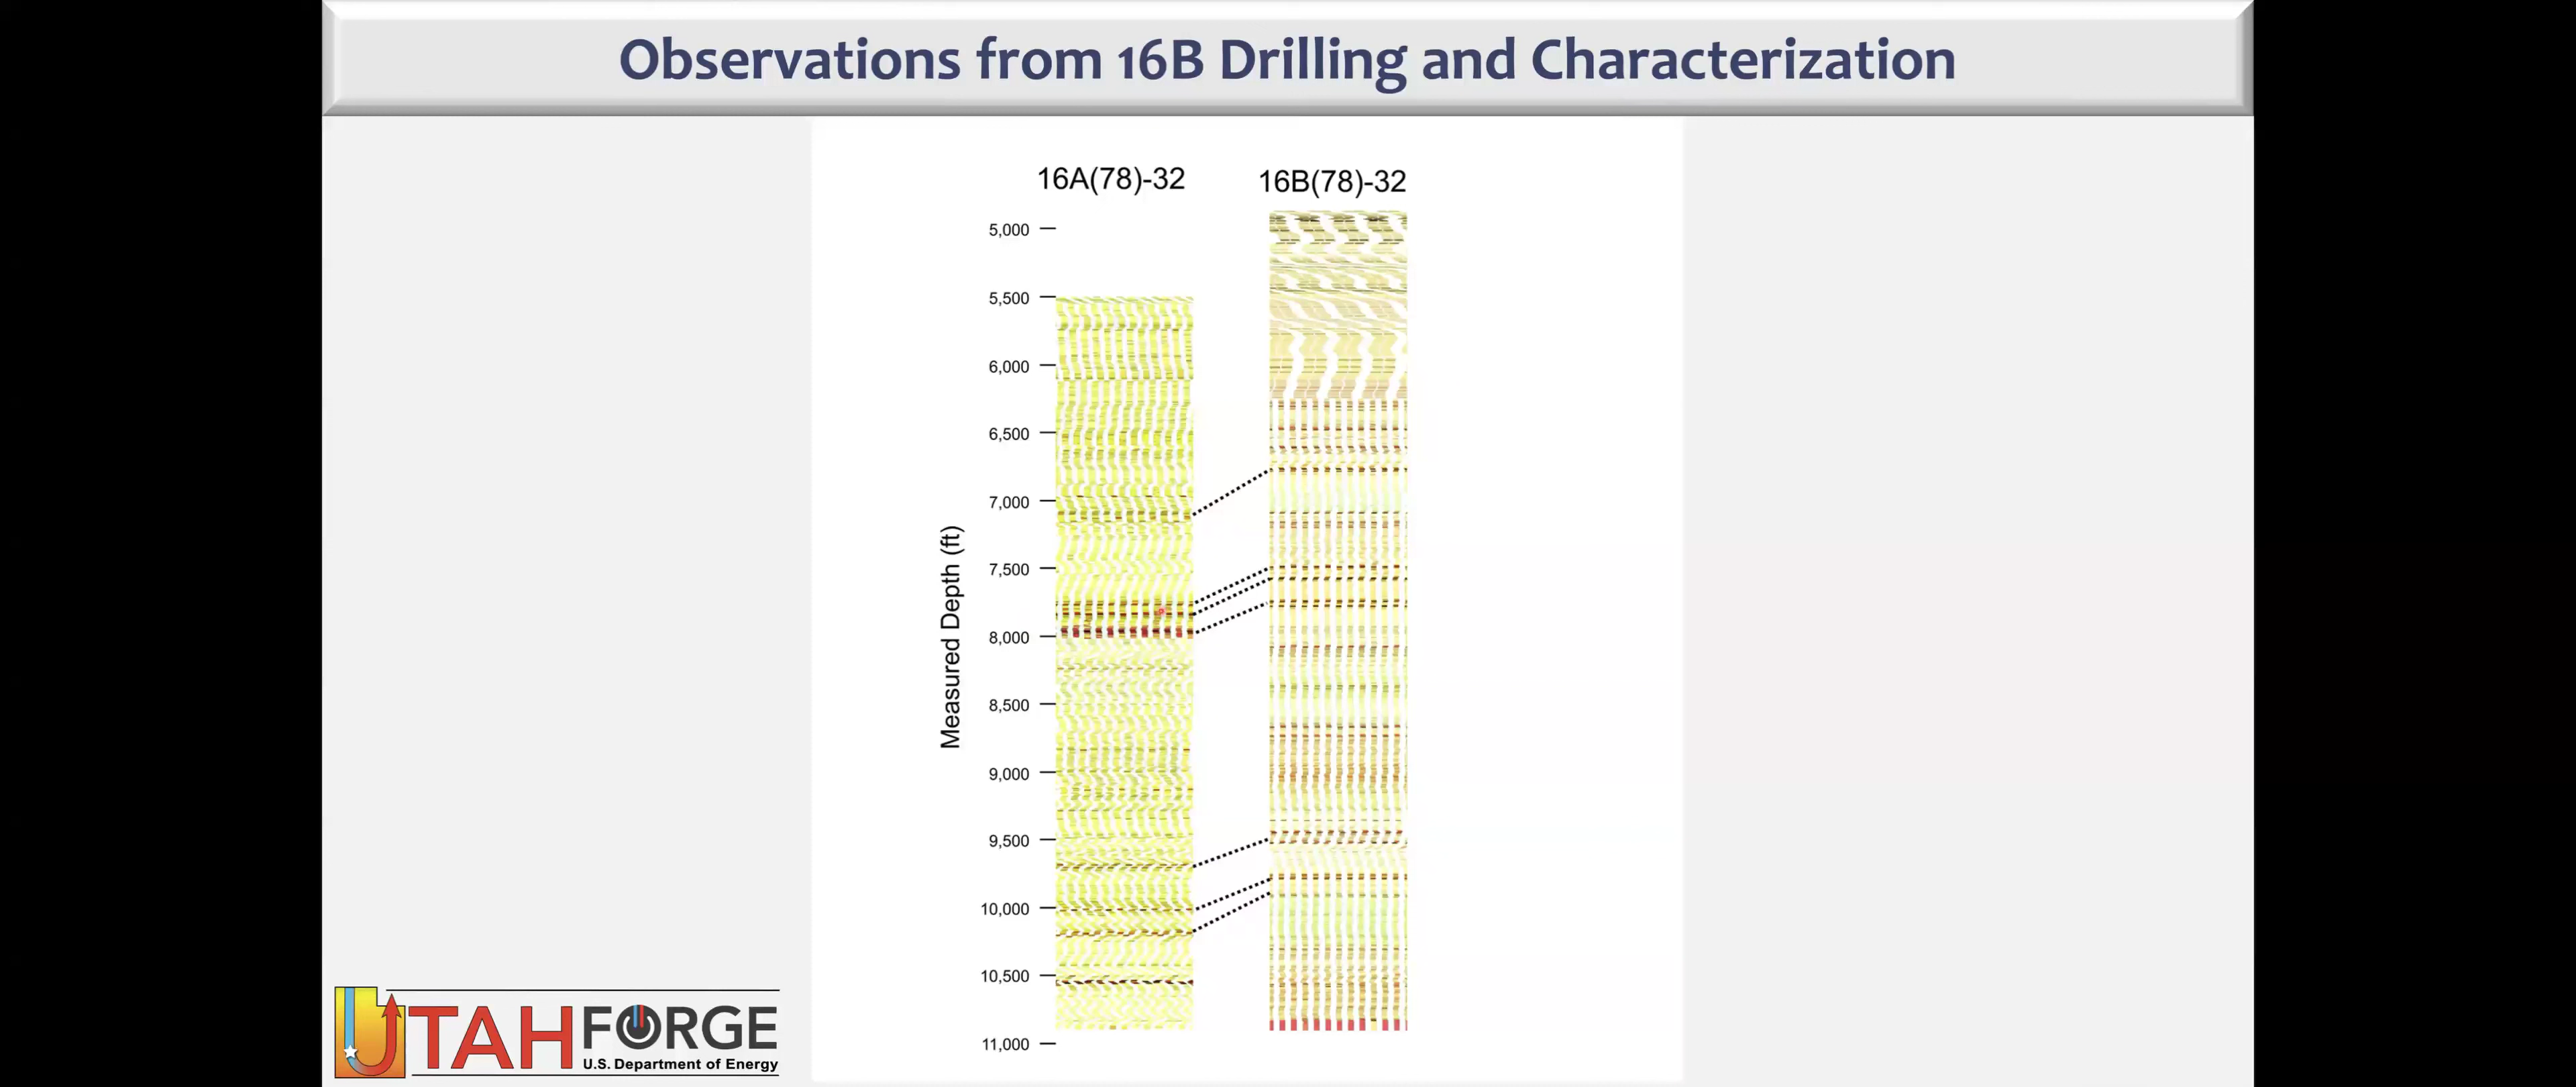 Observations from 16B Drilling and Characterization
16A(78)-32
16B(78)-32
5,000
5,500
6,000
6,500
7,000
7,500
8,000
8,500
9,000
9,500
10,000
10,500
11,000
Measured Depth (ft)
UTAH FORGE
U.S. Department of Energy